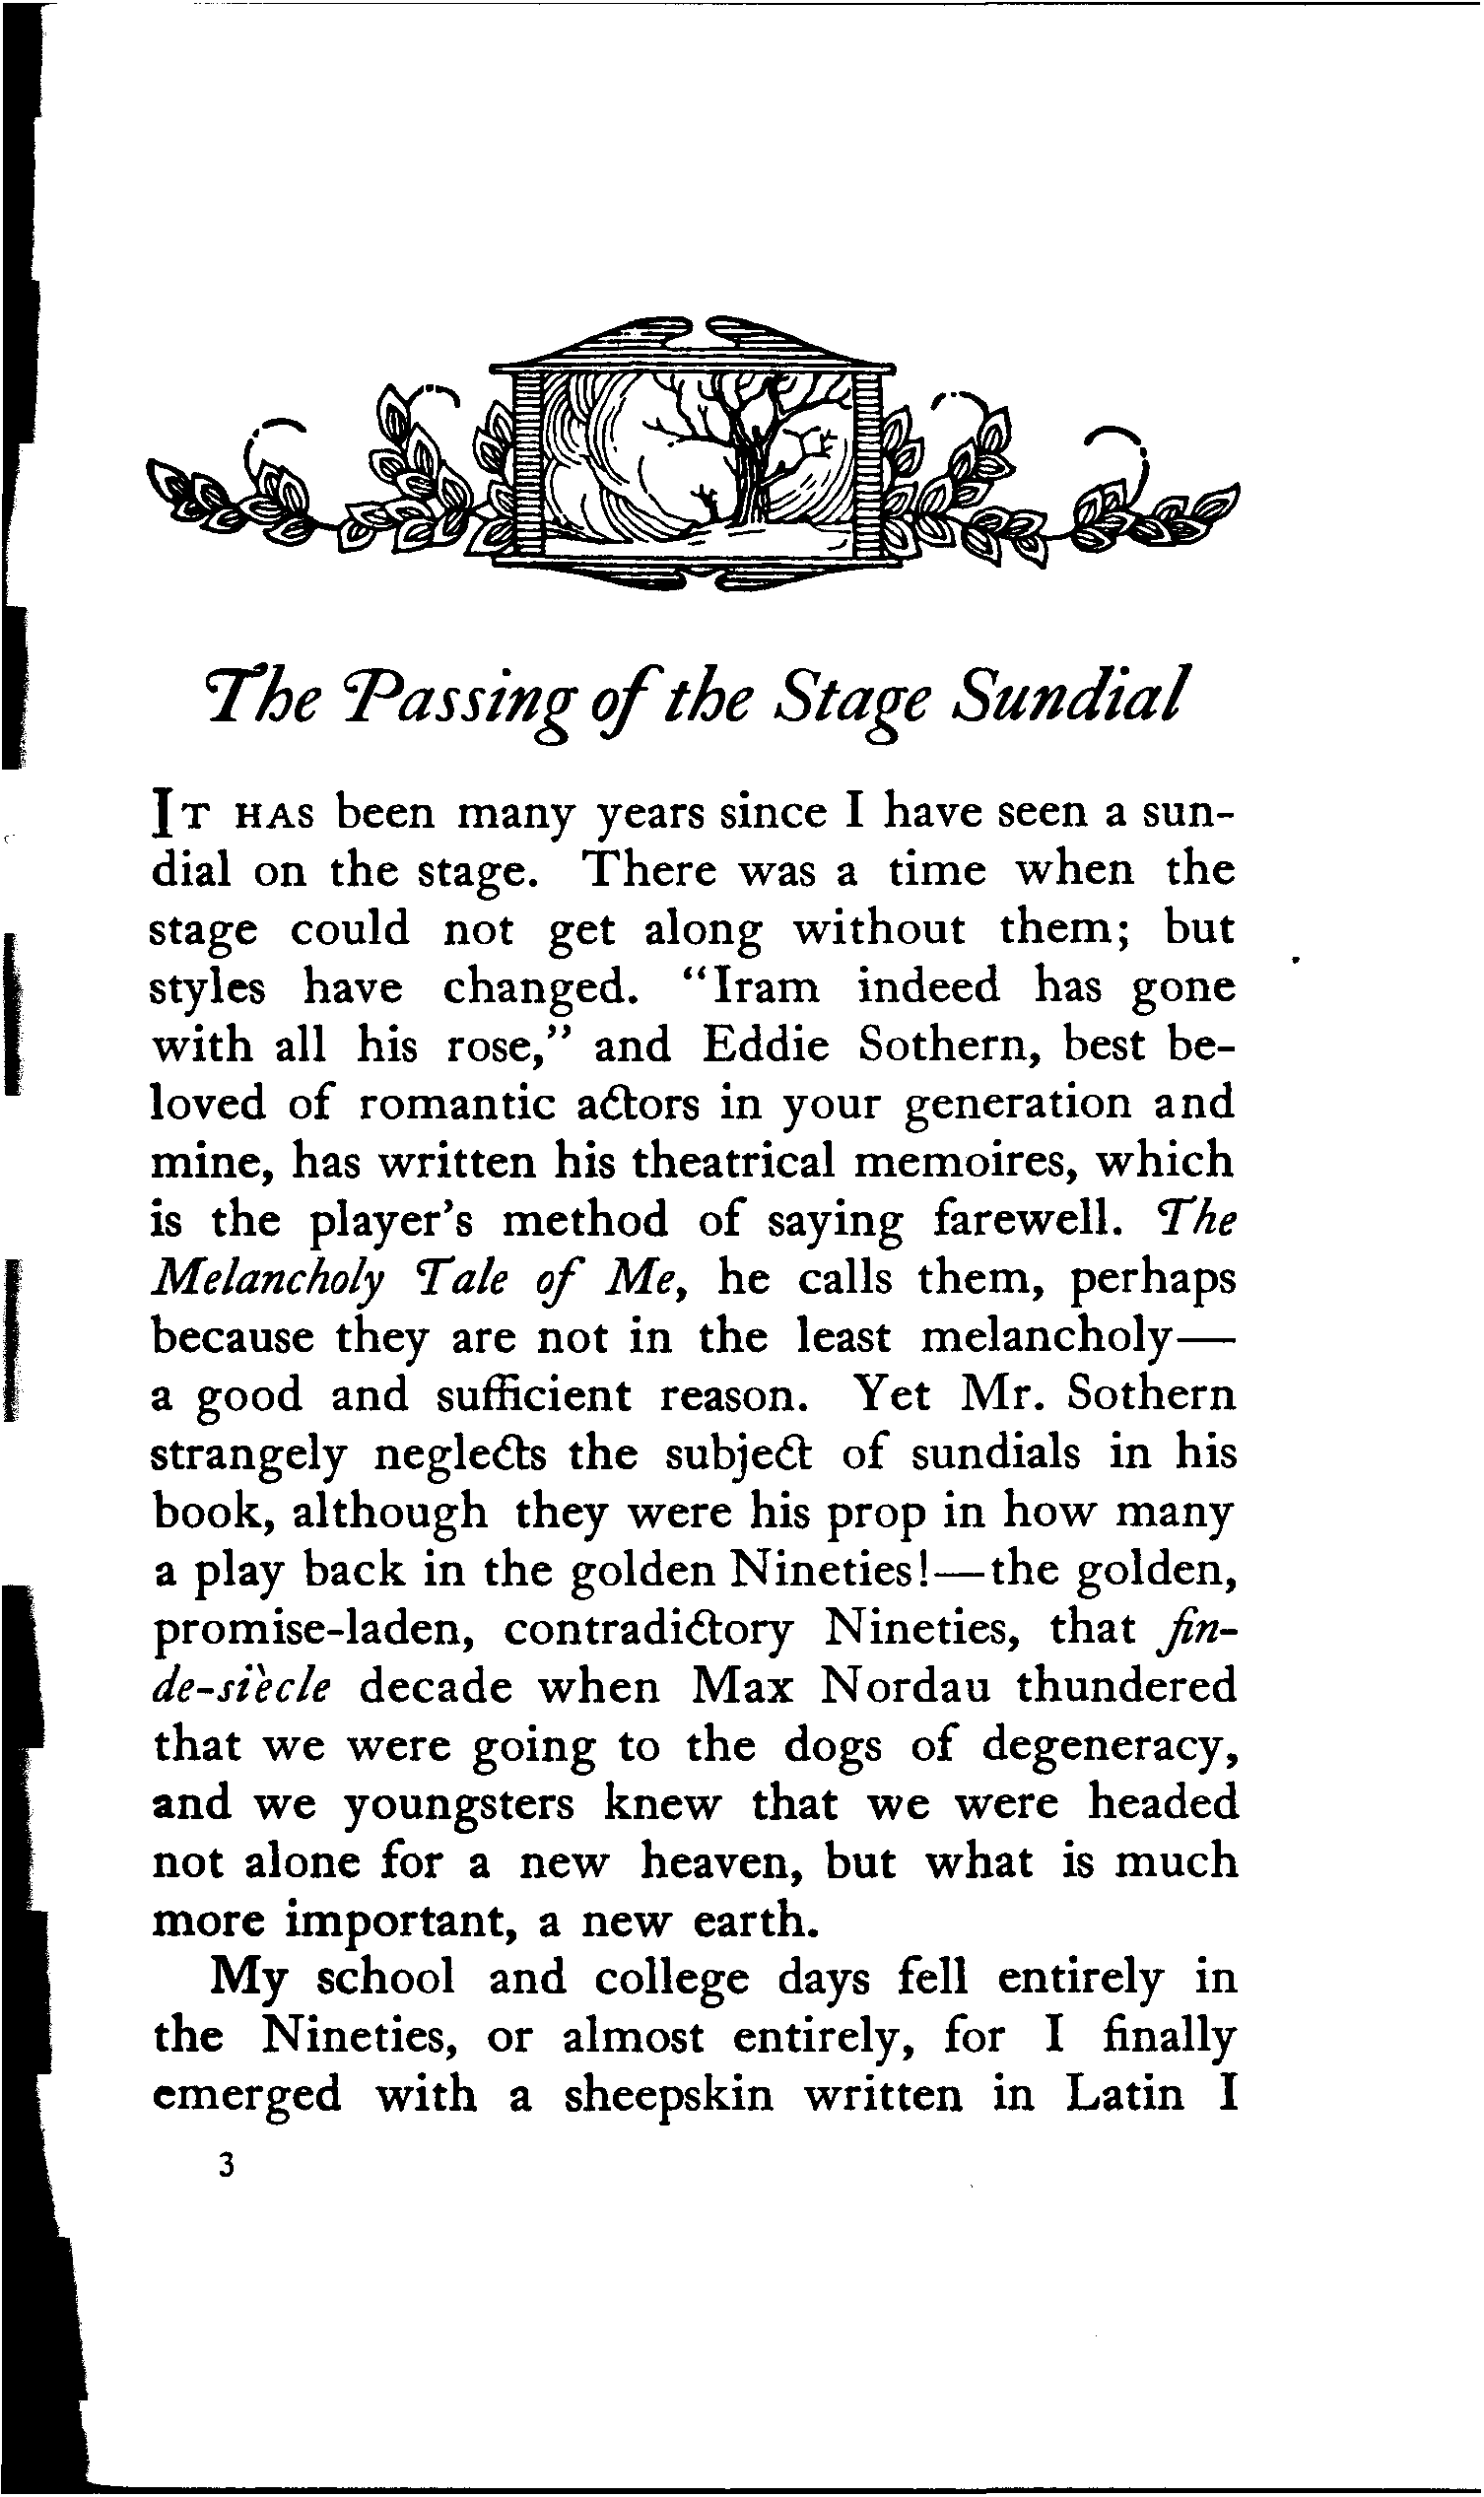 The Passing of the Stage Sundial
IT HAS been many years since I have seen a sun-
dial on the stage. There was a time when the
stage could not get along without them; but
styles have changed. "Iram indeed has gone
with all his rose," and Eddie Sothern, best be-
loved of romantic actors in your generation and
mine, has written his theatrical memoires, which
is the player's method of saying farewell. The
Melancholy Tale of Me, he calls them, perhaps
because they are not in the least melancholy—
a good and sufficient reason. Yet Mr. Sothern
strangely neglects the subject of sundials in his
book, although they were his prop in how many
a play back in the golden Nineties!—the golden,
promise-laden, contradictory Nineties, that fin-
de-siècle decade when Max Nordau thundered
that we were going to the dogs of degeneracy,
and we youngsters knew that we were headed
not alone for a new heaven, but what is much
more important, a new earth.
My school and college days fell entirely in
the Nineties, or almost entirely, for I finally
emerged with a sheepskin written in Latin I
3